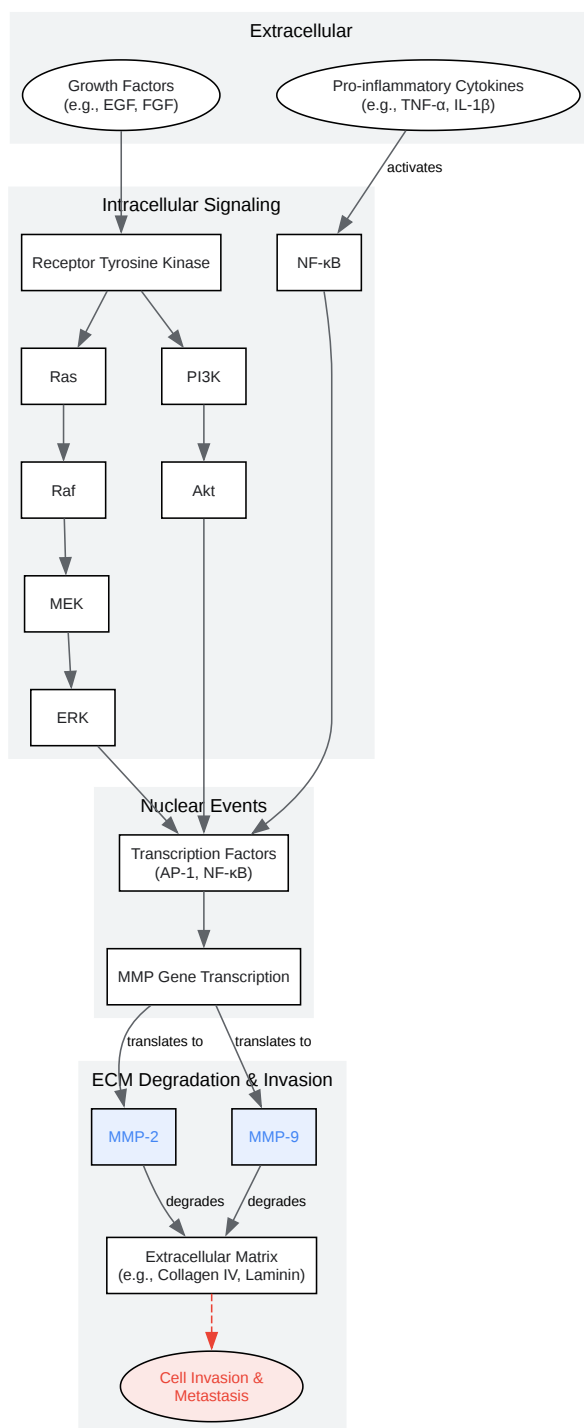 Extracellular
Growth Factors
(e.g., EGF, FGF)
Pro-inflammatory Cytokines
(e.g., TNF-α, IL-1β)
activates
Intracellular Signaling
Receptor Tyrosine Kinase
NF-κB
Ras
PI3K
Raf
Akt
MEK
ERK
Nuclear Events
Transcription Factors
(AP-1, NF-κB)
MMP Gene Transcription
translates to
translates to
ECM Degradation & Invasion
MMP-2
MMP-9
degrades
degrades
Extracellular Matrix
(e.g., Collagen IV, Laminin)
Cell Invasion &
Metastasis